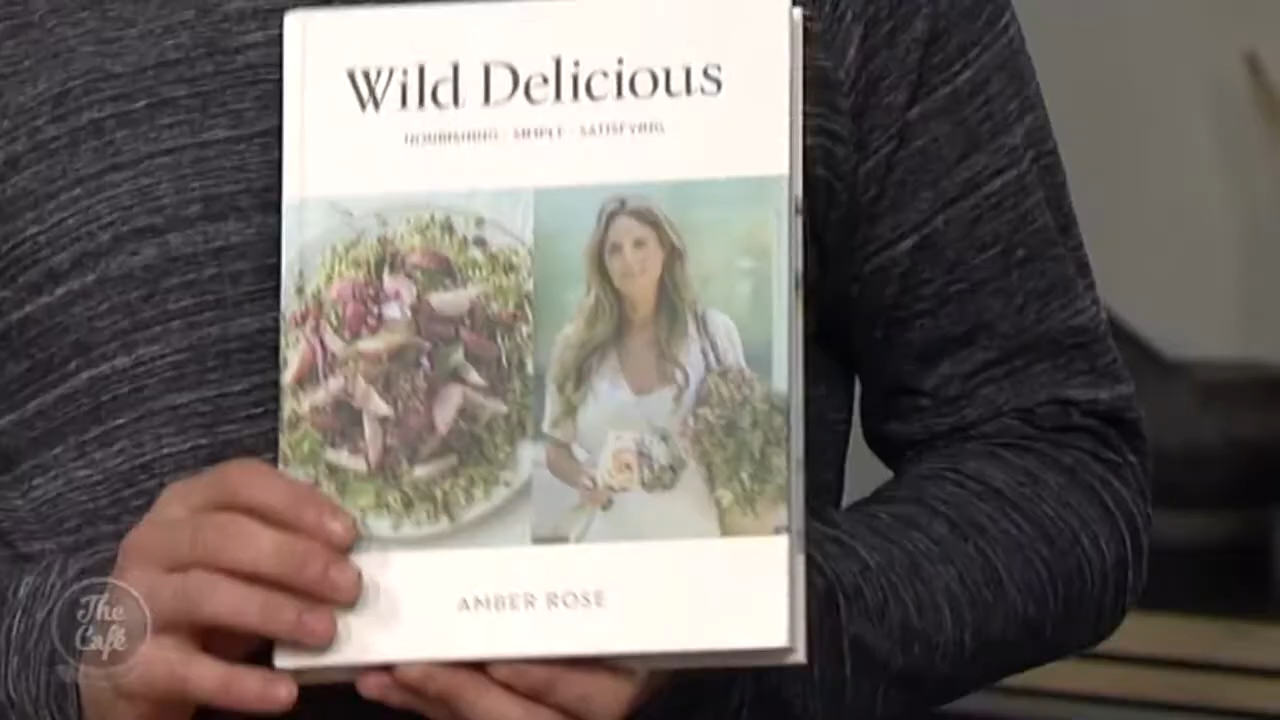 Wild Delicious
NOURISHING · SIMPLE · SATISFYING
AMBER ROSE
The
Café